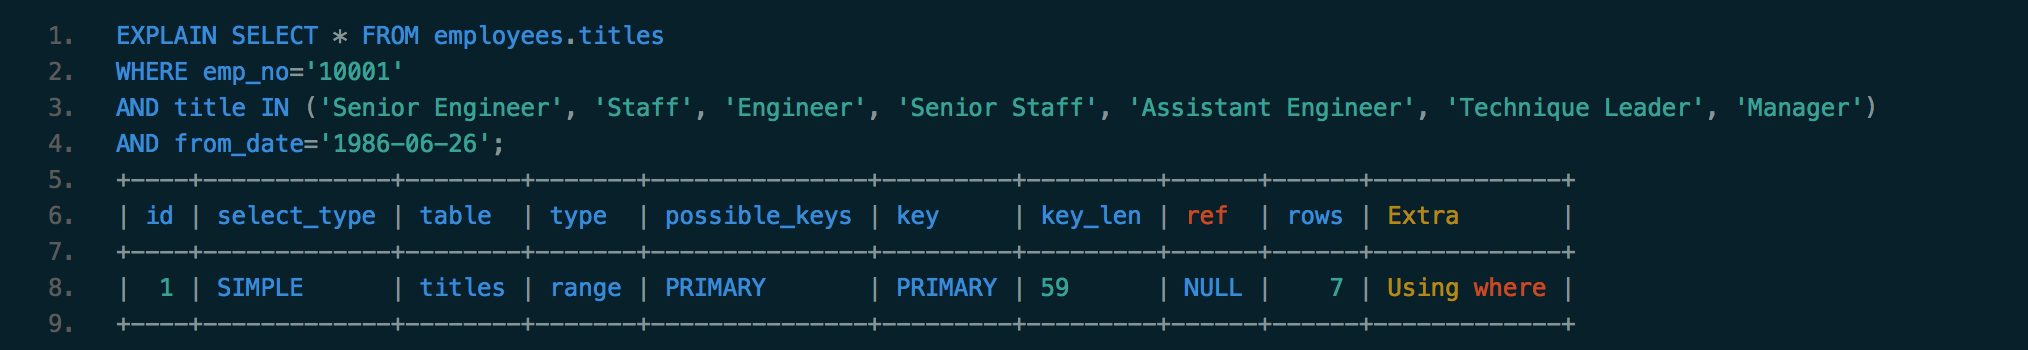 1. EXPLAIN SELECT * FROM employees.titles
2. WHERE emp_no='10001'
3. AND title IN ('Senior Engineer', 'Staff', 'Engineer', 'Senior Staff', 'Assistant Engineer', 'Technique Leader', 'Manager')
4. AND from_date='1986-06-26';
5. +----+-------------+--------+-------+---------------+---------+---------+------+------+-------------+
6. | id | select_type | table  | type  | possible_keys | key     | key_len | ref  | rows | Extra       |
7. +----+-------------+--------+-------+---------------+---------+---------+------+------+-------------+
8. |  1 | SIMPLE      | titles | range | PRIMARY       | PRIMARY | 59      | NULL |    7 | Using where |
9. +----+-------------+--------+-------+---------------+---------+---------+------+------+-------------+